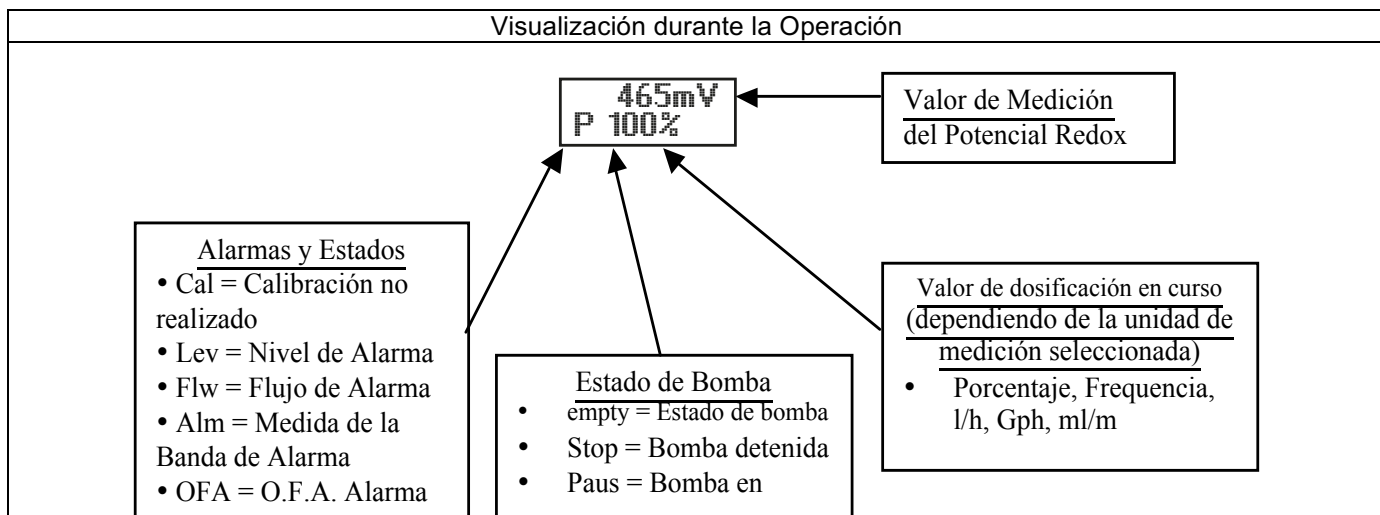 Visualización durante la Operación
465mV
P 100%
Valor de Medición
del Potencial Redox
Alarmas y Estados
• Cal = Calibración no
realizado
• Lev = Nivel de Alarma
• Flw = Flujo de Alarma
• Alm = Medida de la
Banda de Alarma
• OFA = O.F.A. Alarma
Estado de Bomba
• empty = Estado de bomba
• Stop = Bomba detenida
• Paus = Bomba en
Valor de dosificación en curso
(dependiendo de la unidad de
medición seleccionada)
• Porcentaje, Frequencia,
l/h, Gph, ml/m